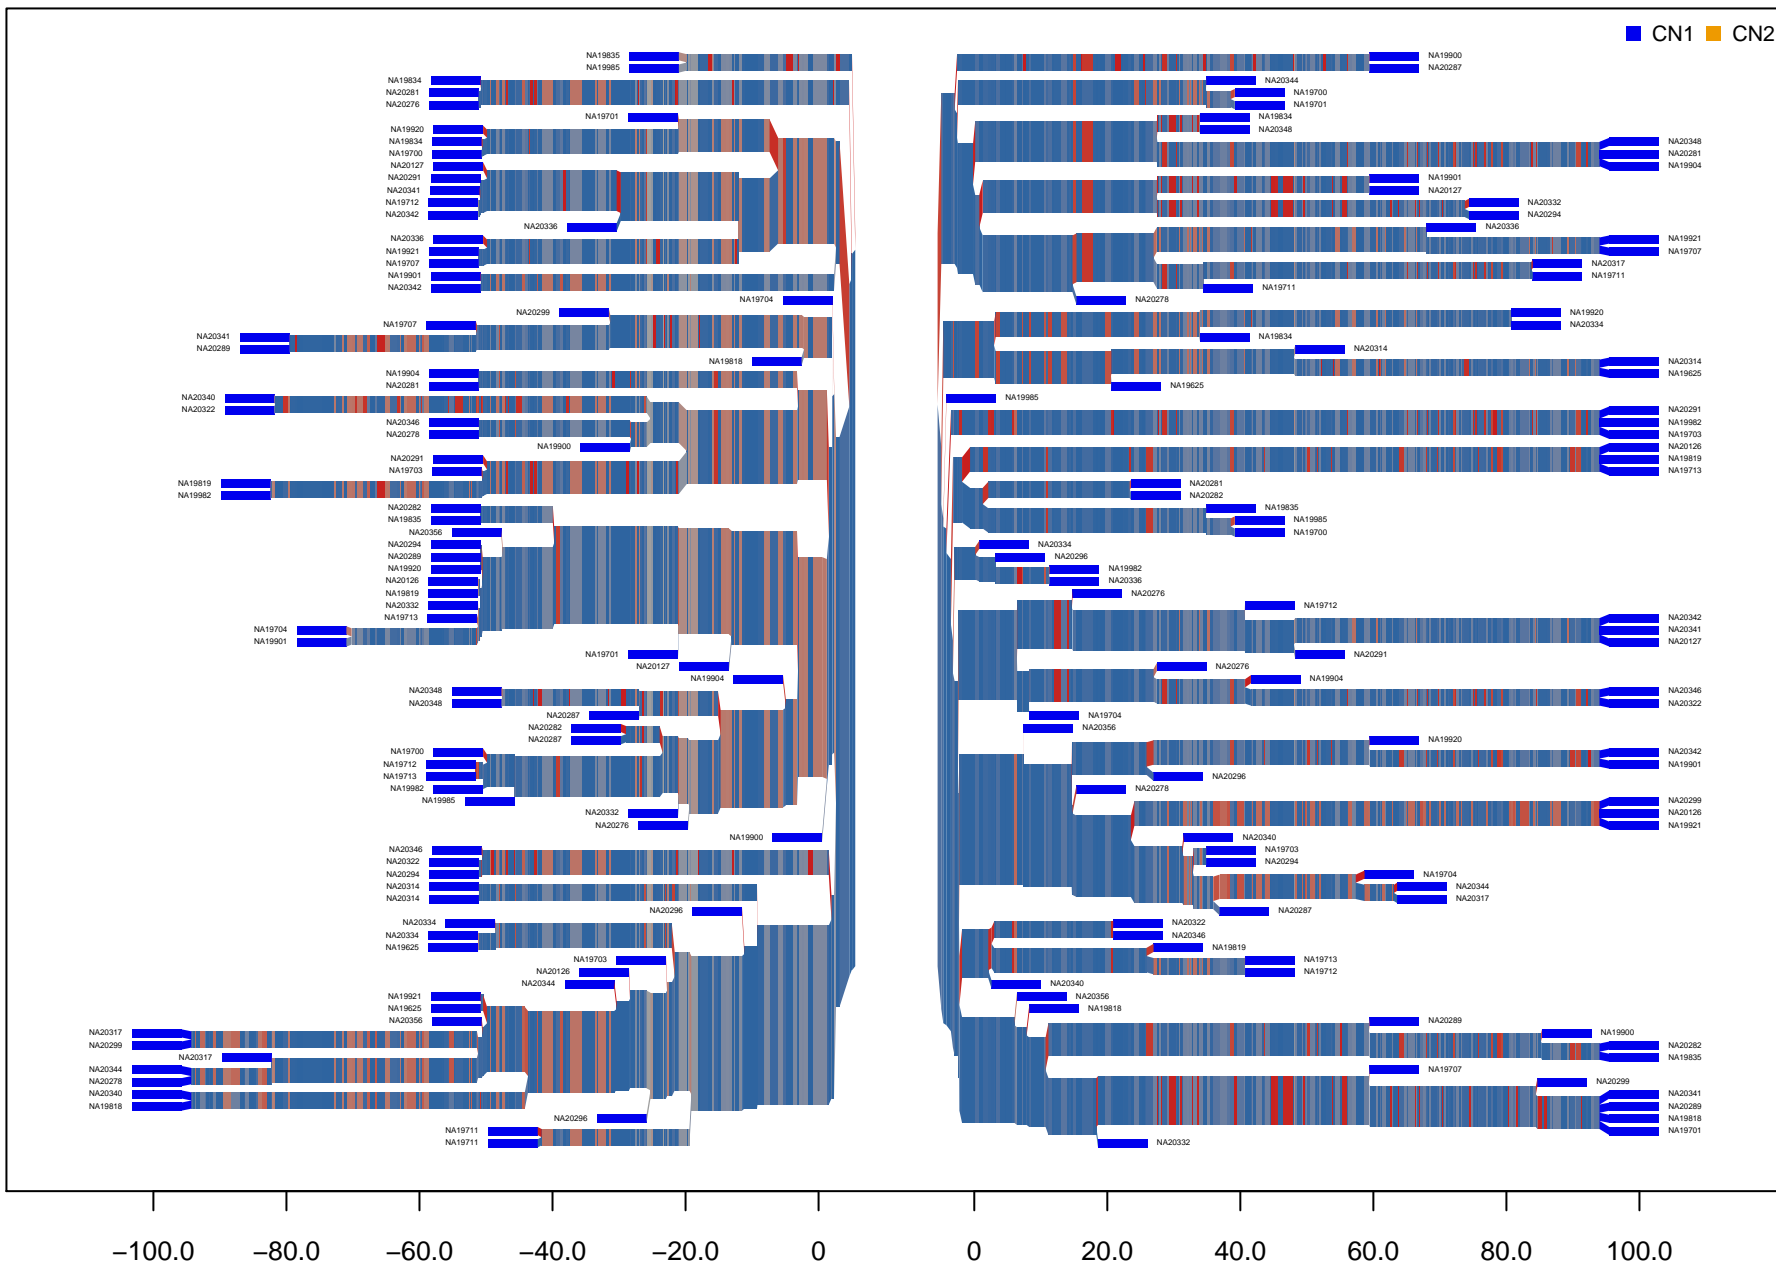 CN1 CN2
NA19835
NA19985
NA19834
NA20281
NA20276
NA19701
NA19920
NA19834
NA19700
NA20127
NA20291
NA20341
NA19712
NA20342
NA20336
NA20336
NA19921
NA19707
NA19901
NA20342
NA19704
NA20299
NA19707
NA20341
NA20289
NA19818
NA19904
NA20281
NA20340
NA20322
NA20346
NA20278
NA19900
NA20291
NA19703
NA19819
NA19982
NA20282
NA19835
NA20356
NA20294
NA20289
NA19920
NA20126
NA19819
NA20332
NA19713
NA19704
NA19901
NA19701
NA20127
NA19904
NA20348
NA20348
NA20287
NA20282
NA20287
NA19700
NA19712
NA19713
NA19982
NA19985
NA20332
NA20276
NA19900
NA20346
NA20322
NA20294
NA20314
NA20314
NA20296
NA20334
NA20334
NA19625
NA19703
NA20126
NA20344
NA19921
NA19625
NA20356
NA20317
NA20299
NA20317
NA20344
NA20278
NA20340
NA19818
NA20296
NA19711
NA19711
NA19900
NA20287
NA20344
NA19700
NA19701
NA19834
NA20348
NA20348
NA20281
NA19904
NA19901
NA20127
NA20332
NA20294
NA20336
NA19921
NA19707
NA20317
NA19711
NA19711
NA20278
NA19920
NA20334
NA19834
NA20314
NA20314
NA19625
NA19625
NA19985
NA20291
NA19982
NA19703
NA20126
NA19819
NA19713
NA20281
NA20282
NA19835
NA19985
NA19700
NA20334
NA20296
NA19982
NA20336
NA20276
NA19712
NA20342
NA20341
NA20127
NA20291
NA20276
NA19904
NA20346
NA20322
NA19704
NA20356
NA19920
NA20342
NA19901
NA20296
NA20278
NA20299
NA20126
NA19921
NA20340
NA19703
NA20294
NA19704
NA20344
NA20317
NA20287
NA20322
NA20346
NA19819
NA19713
NA19712
NA20340
NA20356
NA19818
NA20289
NA19900
NA20282
NA19835
NA19707
NA20299
NA20341
NA20289
NA19818
NA19701
NA20332
−100.0 −80.0 −60.0 −40.0 −20.0 0 0 20.0 40.0 60.0 80.0 100.0